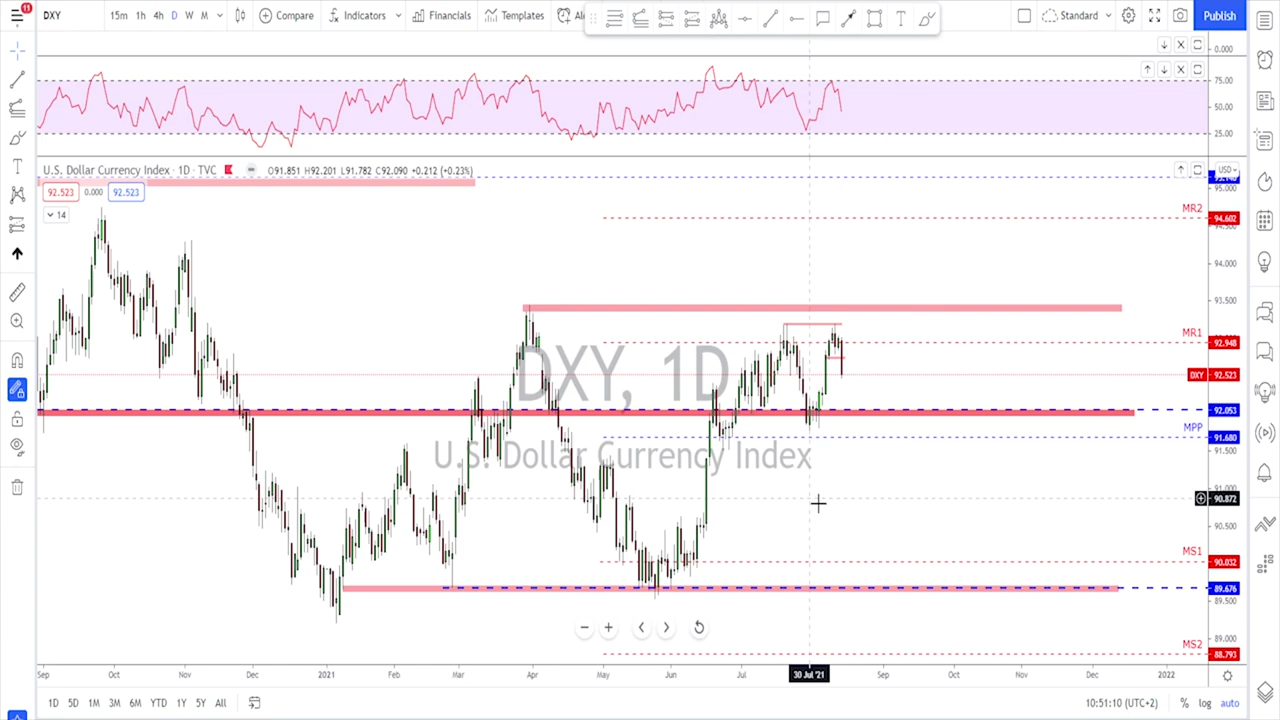 11
DXY 15m 1h 4h D W M Compare Indicators Financials Templates Standard Publish
0.000
75.00
50.00
25.00
U.S. Dollar Currency Index · 1D · TVC O91.851 H92.201 L91.782 C92.090 +0.212 (+0.23%) USD
92.523 0.000 92.523
95.000
14
MR2 94.602
94.000
93.500
MR1 92.948
DXY, 1D
DXY 92.523
92.053
MPP
91.680
U.S. Dollar Currency Index
91.500
91.000
90.872
90.500
MS1
90.032
89.676
89.500
89.000
MS2
88.793
Sep Oct Nov Dec 2021 Feb Mar Apr May Jun Jul 30 Jul '21 Sep Oct Nov Dec 2022
1D 5D 1M 3M 6M YTD 1Y 5Y All 10:51:10 (UTC+2) % log auto